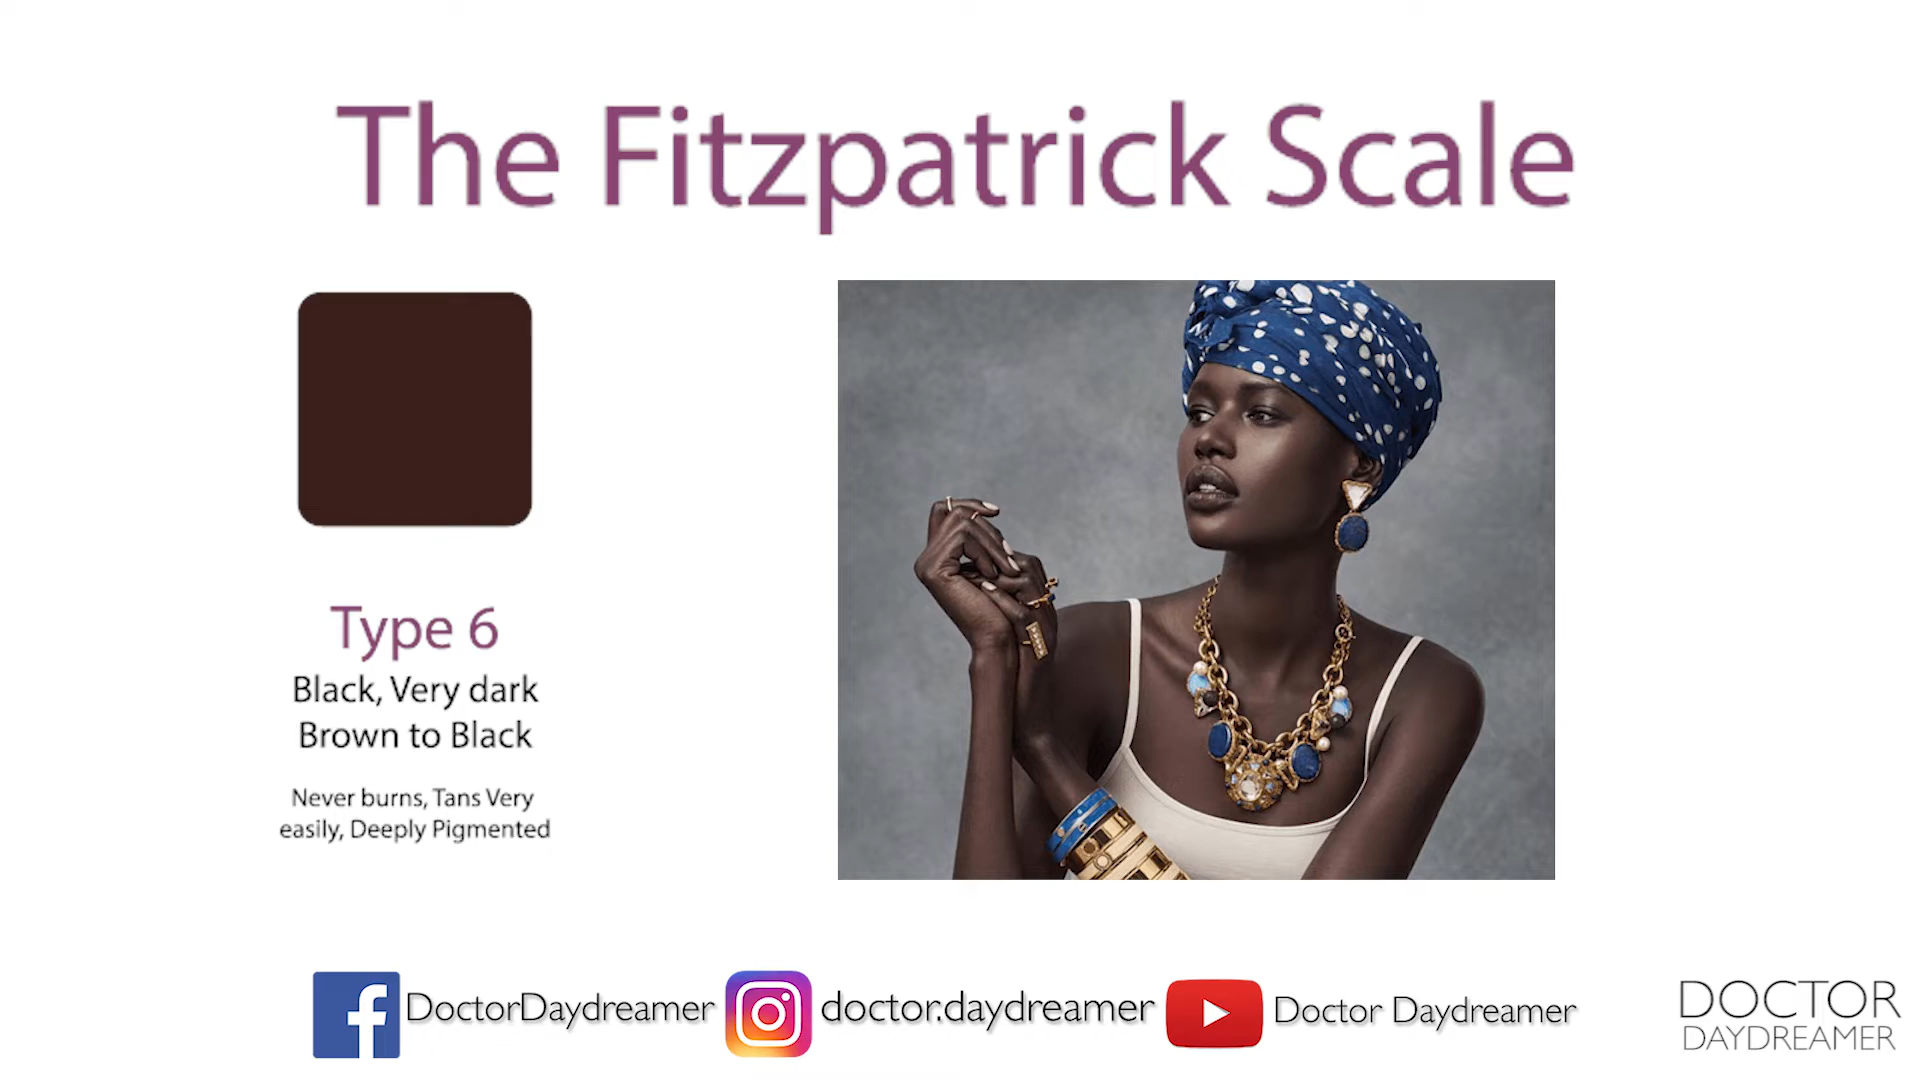 The Fitzpatrick Scale
Type 6
Black, Very dark
Brown to Black
Never burns, Tans Very
easily, Deeply Pigmented
DoctorDaydreamer
doctor.daydreamer
Doctor Daydreamer
DOCTOR
DAYDREAMER